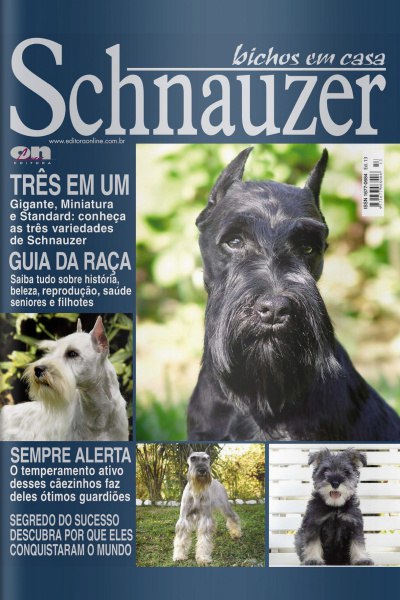 bichos em casa
Schnauzer
www.editoraonline.com.br
on
EDITORA
TRÊS EM UM
Gigante, Miniatura
e Standard: conheça
as três variedades
de Schnauzer
GUIA DA RAÇA
Saiba tudo sobre história,
beleza, reprodução, saúde
seniores e filhotes
SEMPRE ALERTA
O temperamento ativo
desses cãezinhos faz
deles ótimos guardiões
SEGREDO DO SUCESSO
DESCUBRA POR QUE ELES
CONQUISTARAM O MUNDO